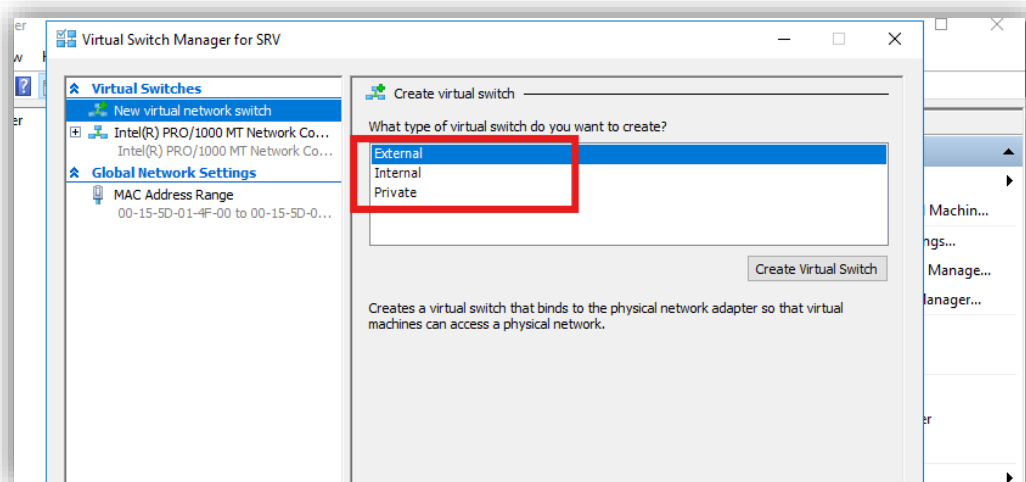 er
Virtual Switch Manager for SRV
w
Virtual Switches
New virtual network switch
Intel(R) PRO/1000 MT Network Co...
Intel(R) PRO/1000 MT Network Co...
Global Network Settings
MAC Address Range
00-15-5D-01-4F-00 to 00-15-5D-0...
Create virtual switch
What type of virtual switch do you want to create?
External
Internal
Private
Create Virtual Switch
Creates a virtual switch that binds to the physical network adapter so that virtual
machines can access a physical network.
er
Machin...
ngs...
Manage...
Manager...
er